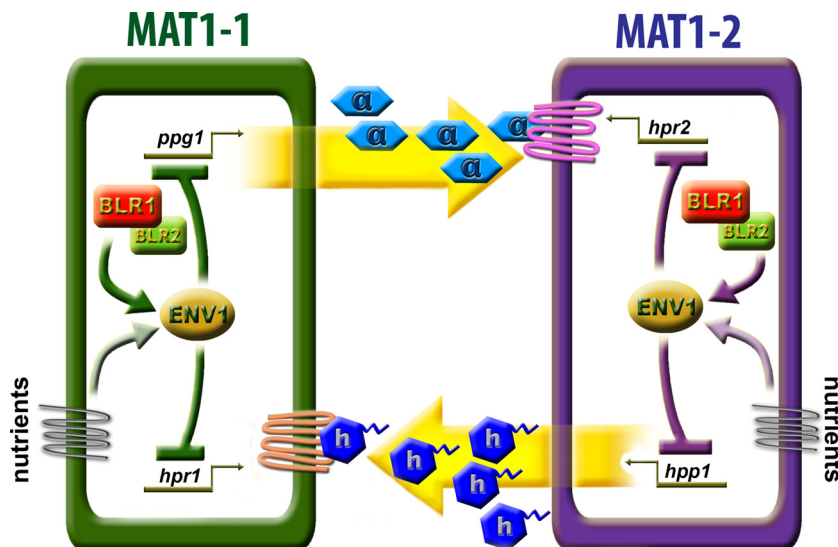 MAT1-1
MAT1-2
α
α
α
α
α
ppg1
hpr2
BLR1
BLR2
BLR1
BLR2
ENV1
ENV1
nutrients
nutrients
h
h
h
h
h
hpr1
hpp1